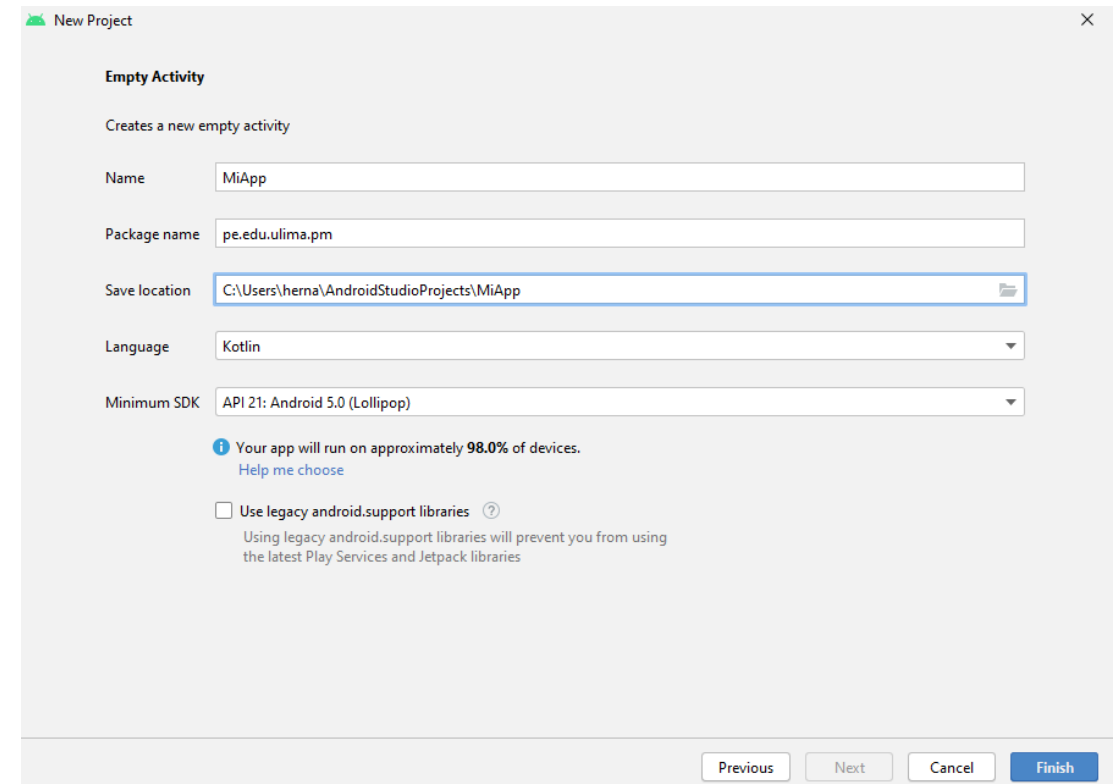 New Project
Empty Activity
Creates a new empty activity
Name MiApp
Package name pe.edu.ulima.pm
Save location C:\Users\herna\AndroidStudioProjects\MiApp
Language Kotlin
Minimum SDK API 21: Android 5.0 (Lollipop)
Your app will run on approximately 98.0% of devices.
Help me choose
Use legacy android.support libraries ?
Using legacy android.support libraries will prevent you from using
the latest Play Services and Jetpack libraries
Previous Next Cancel Finish